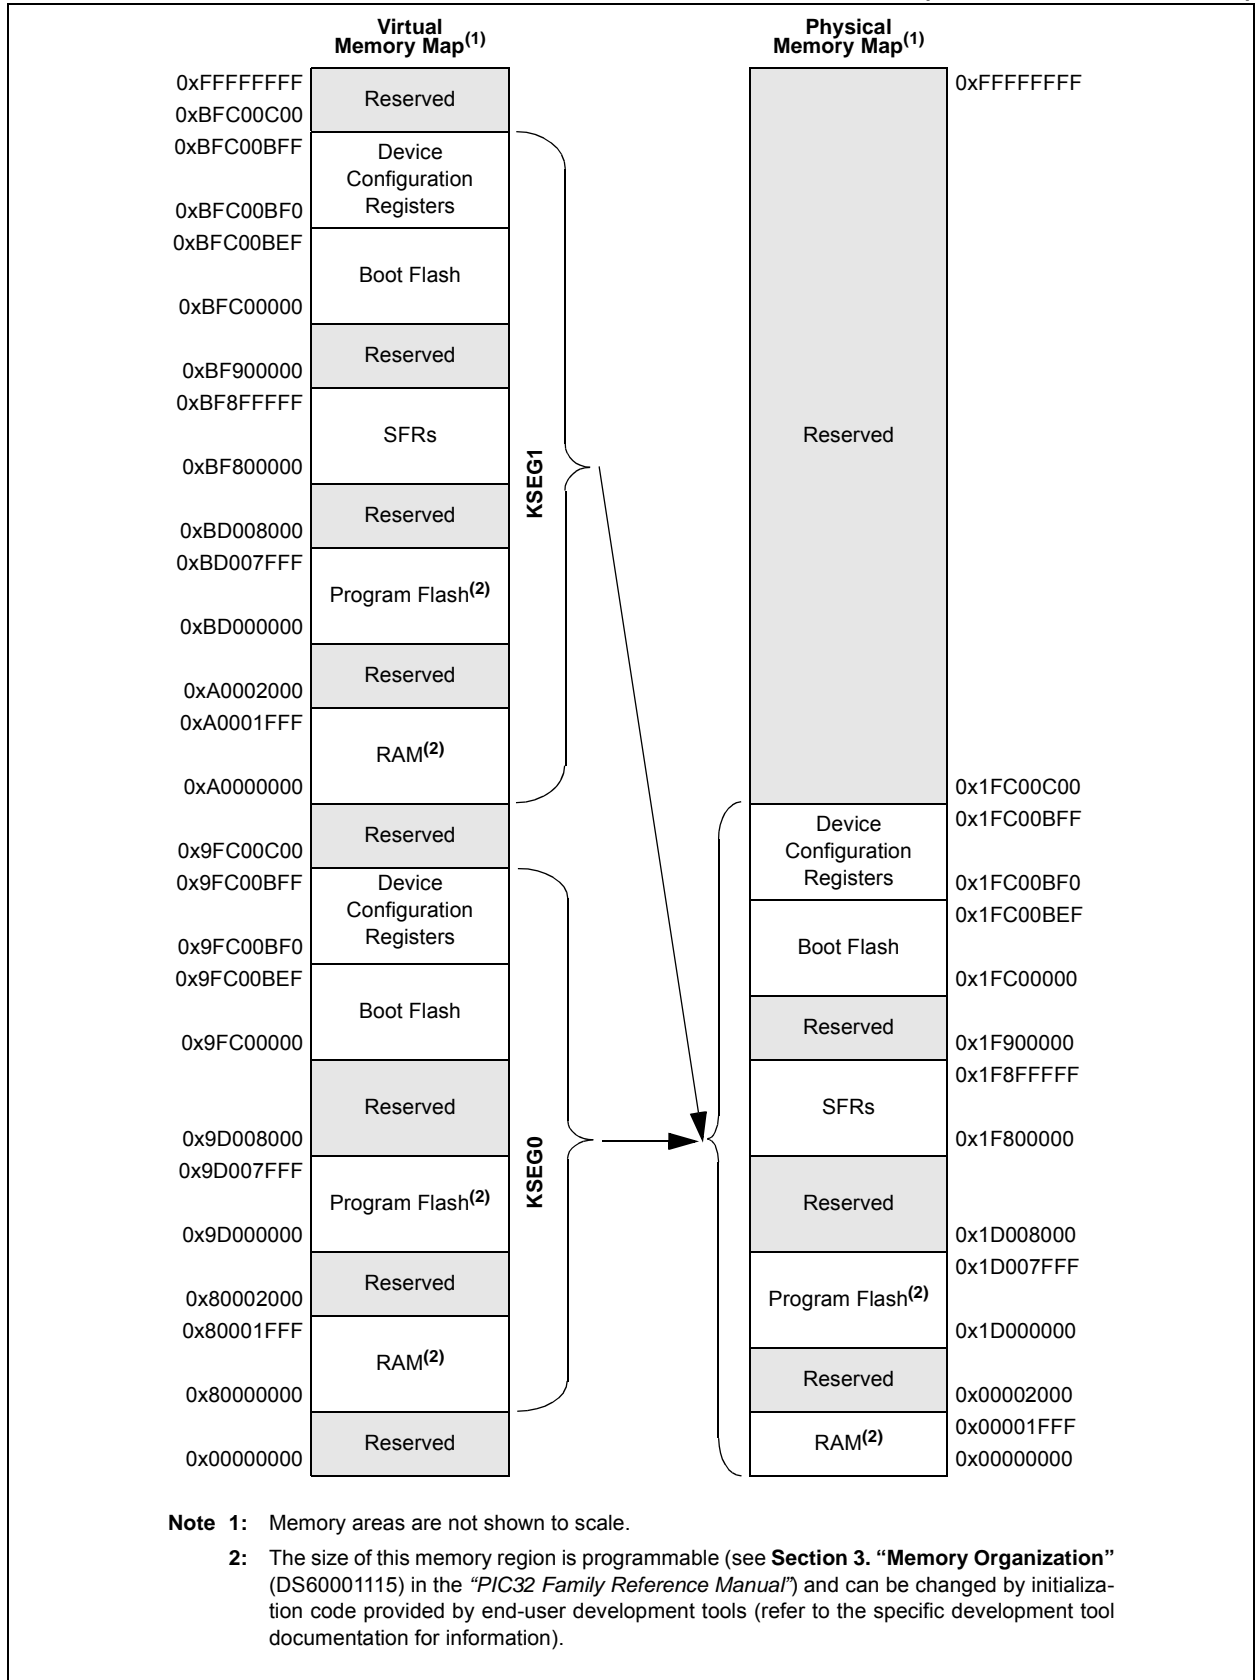 Virtual
Memory Map(1)
0xFFFFFFFF
Reserved
0xBFC00C00
0xBFC00BFF
Device
Configuration
Registers
0xBFC00BF0
0xBFC00BEF
Boot Flash
0xBFC00000
Reserved
0xBF900000
0xBF8FFFFF
SFRs
0xBF800000
Reserved
0xBD008000
0xBD007FFF
Program Flash(2)
0xBD000000
Reserved
0xA0002000
0xA0001FFF
RAM(2)
0xA0000000
KSEG1
Reserved
0x9FC00C00
0x9FC00BFF
Device
Configuration
Registers
0x9FC00BF0
0x9FC00BEF
Boot Flash
0x9FC00000
Reserved
0x9D008000
0x9D007FFF
Program Flash(2)
0x9D000000
Reserved
0x80002000
0x80001FFF
RAM(2)
0x80000000
KSEG0
Reserved
0x00000000
Physical
Memory Map(1)
0xFFFFFFFF
Reserved
0x1FC00C00
0x1FC00BFF
Device
Configuration
Registers
0x1FC00BF0
0x1FC00BEF
Boot Flash
0x1FC00000
Reserved
0x1F900000
0x1F8FFFFF
SFRs
0x1F800000
Reserved
0x1D008000
0x1D007FFF
Program Flash(2)
0x1D000000
Reserved
0x00002000
0x00001FFF
RAM(2)
0x00000000
Note 1: Memory areas are not shown to scale.
2: The size of this memory region is programmable (see Section 3. “Memory Organization”
(DS60001115) in the “PIC32 Family Reference Manual”) and can be changed by initializa-
tion code provided by end-user development tools (refer to the specific development tool
documentation for information).